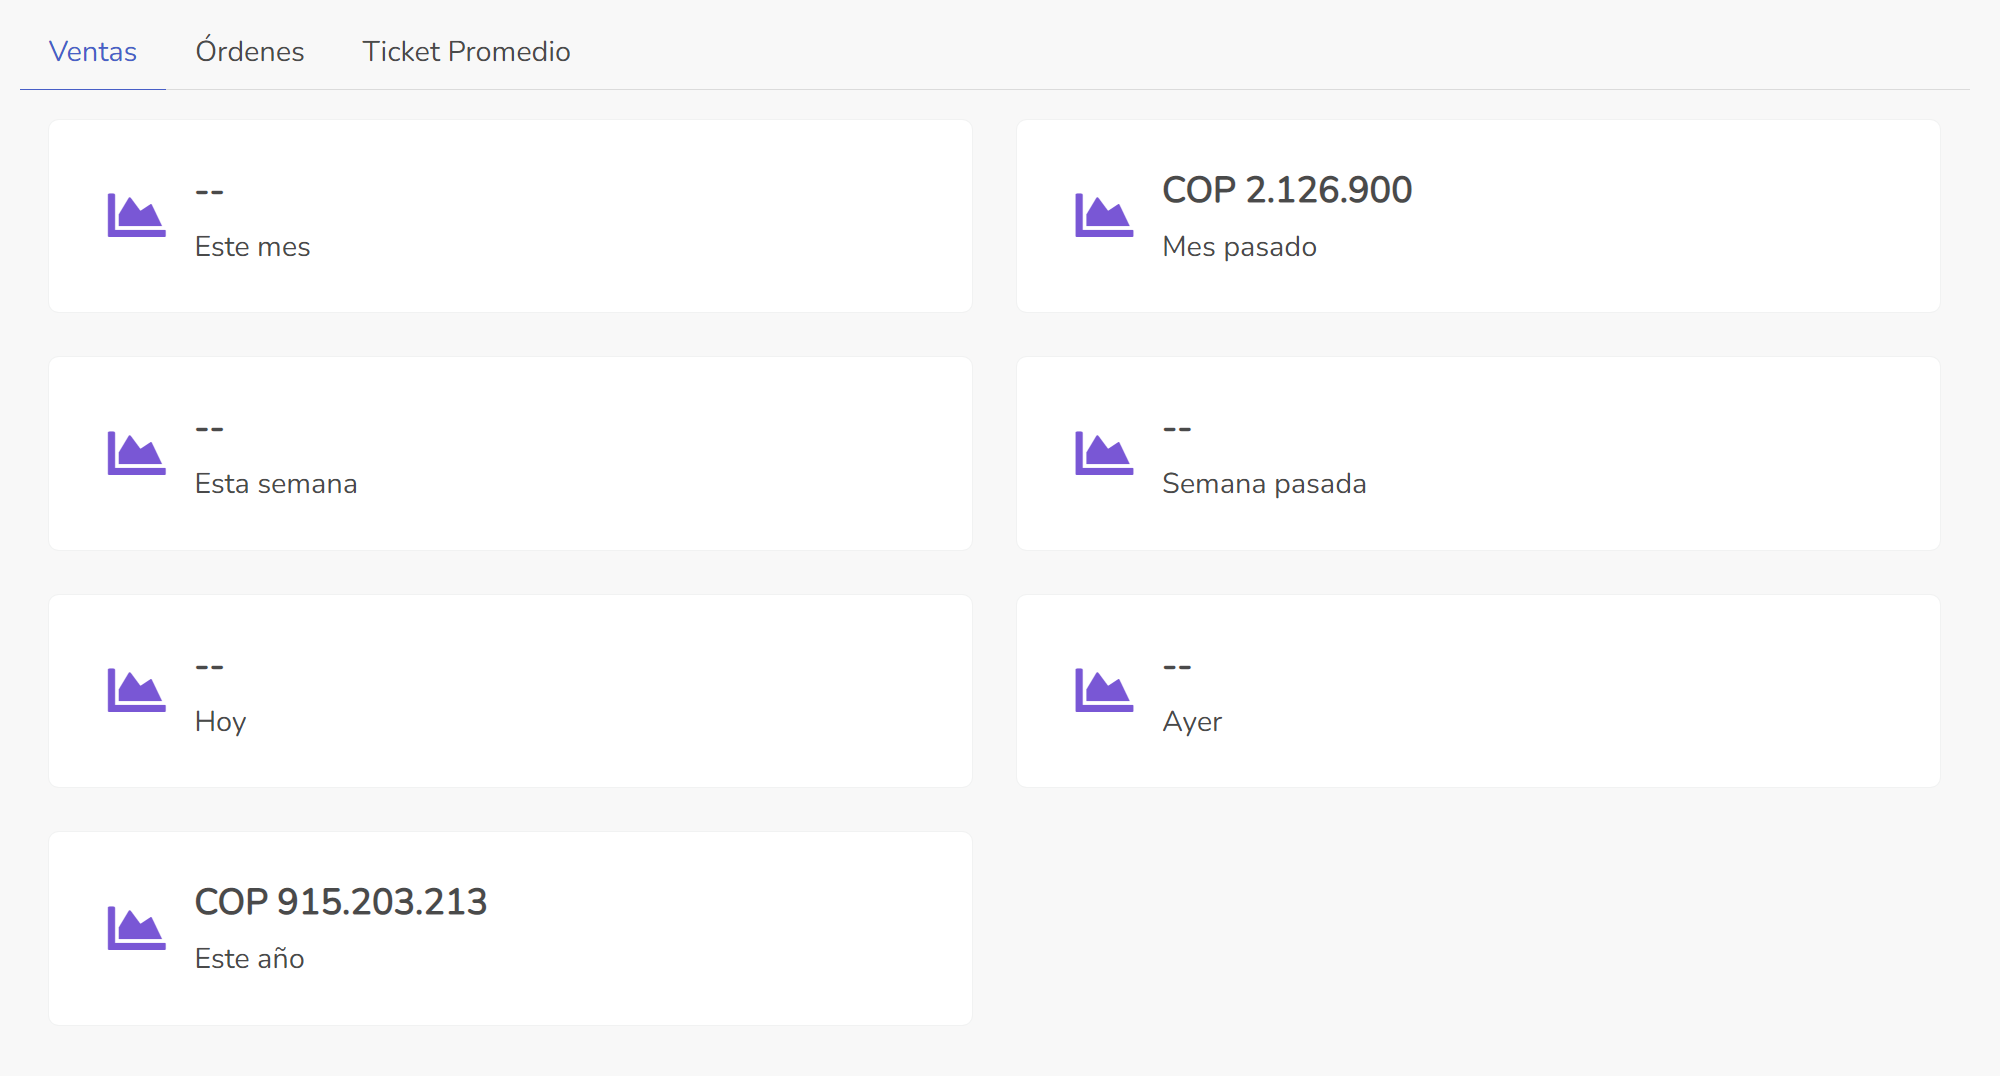 Ventas Órdenes Ticket Promedio
--
Este mes
COP 2.126.900
Mes pasado
--
Esta semana
--
Semana pasada
--
Hoy
--
Ayer
COP 915.203.213
Este año